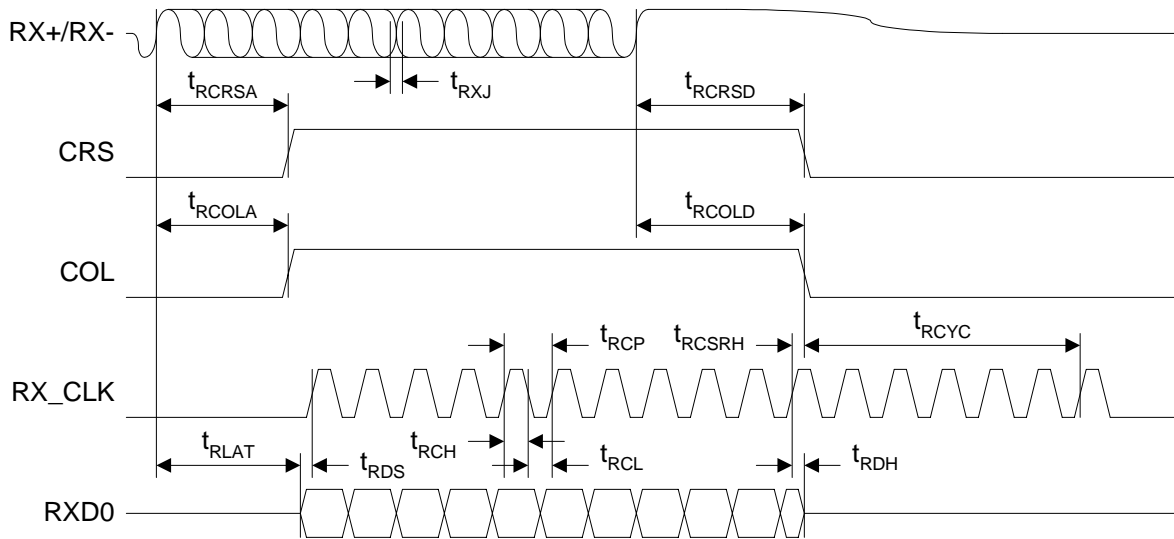 RX+/RX-
tRCRSA
tRXJ
tRCRSD
CRS
tRCOLA
tRCOLD
COL
tRCP
tRCSRH
tRCYC
RX_CLK
tRLAT
tRDS
tRCH
tRCL
tRDH
RXD0